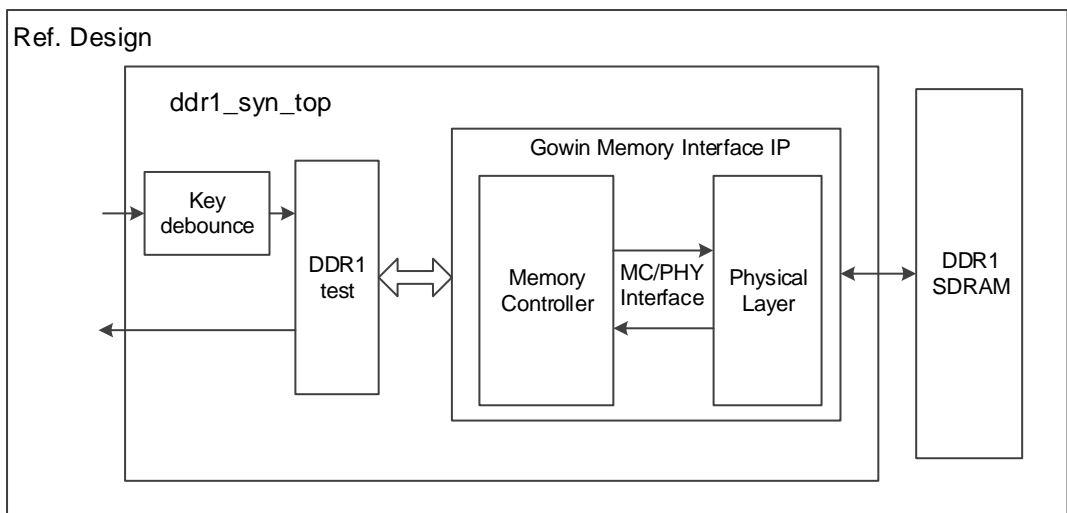 Ref. Design
ddr1_syn_top
Gowin Memory Interface IP
Key
debounce
DDR1
test
Memory
Controller
MC/PHY
Interface
Physical
Layer
DDR1
SDRAM